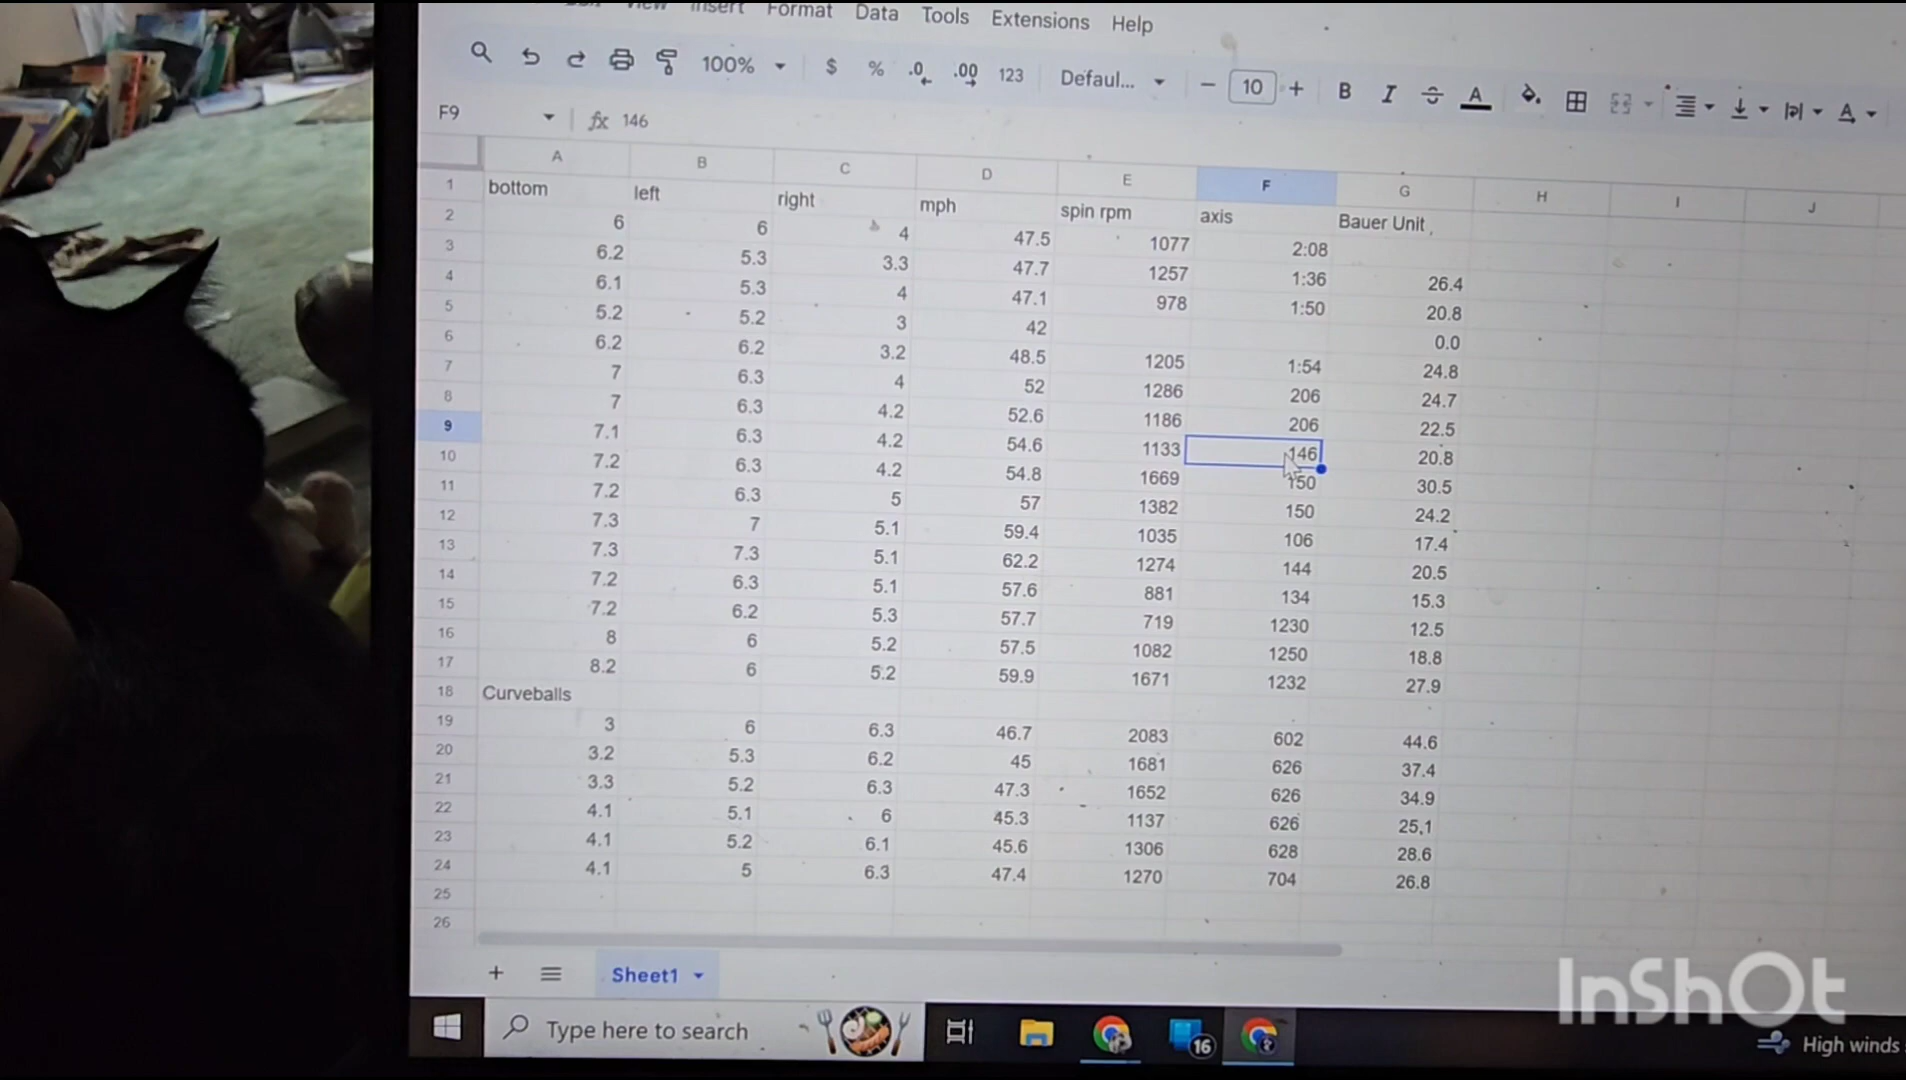 View Insert Format Data Tools Extensions Help
100% $ % .0 .00 123 Defaul... − 10 + B I S A A
F9 fx 146
A B C D E F G H I J
1 bottom left right mph spin rpm axis Bauer Unit
2 6 6 4 47.5 1077 2:08
3 6.2 5.3 3.3 47.7 1257 1:36 26.4
4 6.1 5.3 4 47.1 978 1:50 20.8
5 5.2 5.2 3 42 0.0
6 6.2 6.2 3.2 48.5 1205 1:54 24.8
7 7 6.3 4 52 1286 206 24.7
8 7 6.3 4.2 52.6 1186 206 22.5
9 7.1 6.3 4.2 54.6 1133 146 20.8
10 7.2 6.3 4.2 54.8 1669 150 30.5
11 7.2 6.3 5 57 1382 150 24.2
12 7.3 7 5.1 59.4 1035 106 17.4
13 7.3 7.3 5.1 62.2 1274 144 20.5
14 7.2 6.3 5.1 57.6 881 134 15.3
15 7.2 6.2 5.3 57.7 719 1230 12.5
16 8 6 5.2 57.5 1082 1250 18.8
17 8.2 6 5.2 59.9 1671 1232 27.9
18 Curveballs
19 3 6 6.3 46.7 2083 602 44.6
20 3.2 5.3 6.2 45 1681 626 37.4
21 3.3 5.2 6.3 47.3 1652 626 34.9
22 4.1 5.1 6 45.3 1137 626 25.1
23 4.1 5.2 6.1 45.6 1306 628 28.6
24 4.1 5 6.3 47.4 1270 704 26.8
25
26
+ Sheet1
Type here to search 16 High winds
InShOt